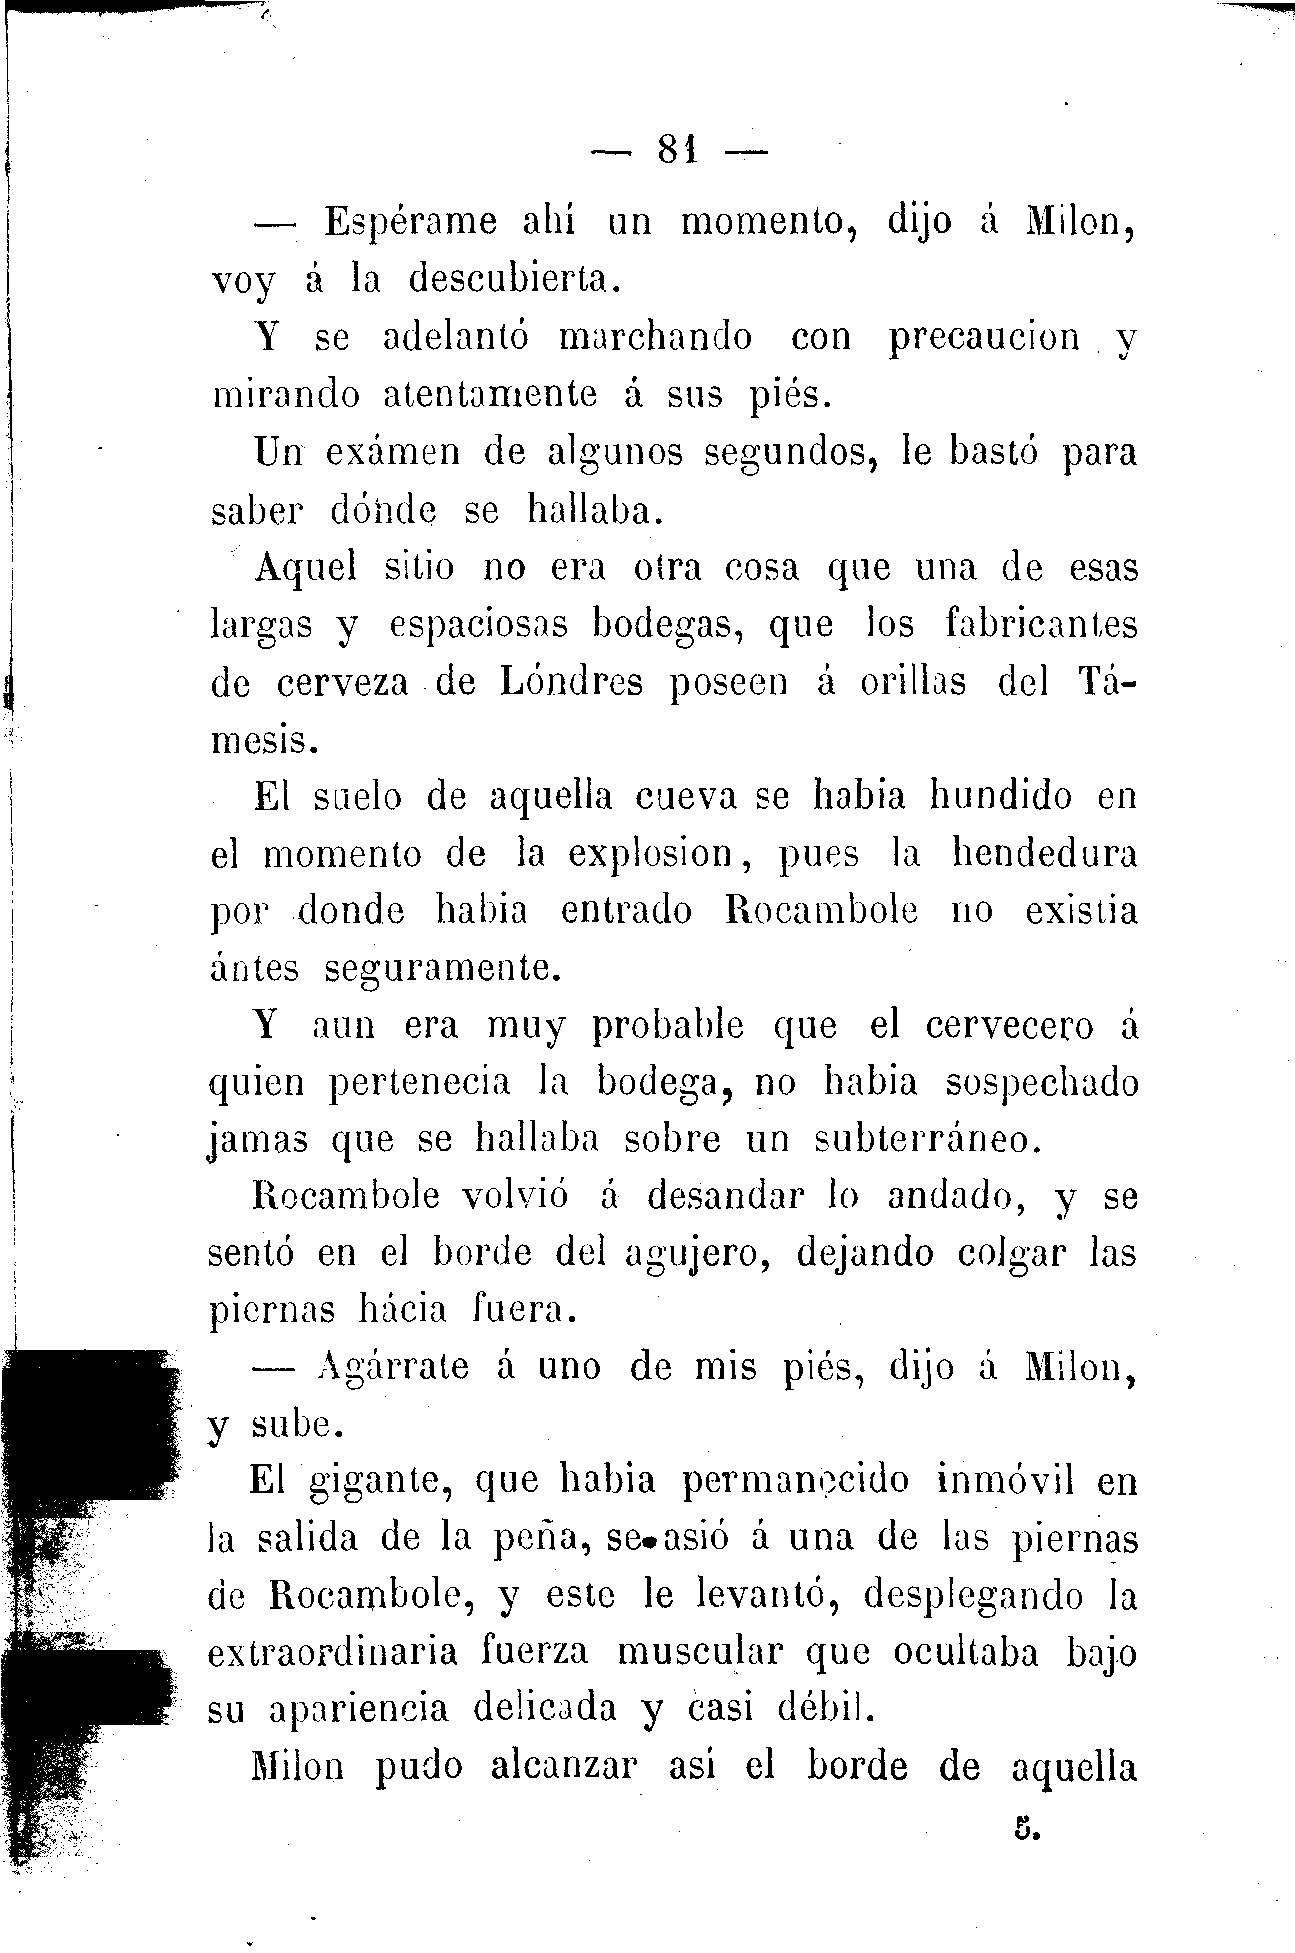 — 81 —
— Espérame ahí un momento, dijo á Milon,
voy á la descubierta.
Y se adelantó marchando con precaucion y
mirando atentamente á sus piés.
Un exámen de algunos segundos, le bastó para
saber dónde se hallaba.
Aquel sitio no era otra cosa que una de esas
largas y espaciosas bodegas, que los fabricantes
de cerveza de Lóndres poseen á orillas del Tá-
mesis.
El suelo de aquella cueva se habia hundido en
el momento de la explosion, pues la hendedura
por donde habia entrado Rocambole no existia
ántes seguramente.
Y aun era muy probable que el cervecero á
quien pertenecia la bodega, no habia sospechado
jamas que se hallaba sobre un subterráneo.
Rocambole volvió á desandar lo andado, y se
sentó en el borde del agujero, dejando colgar las
piernas hácia fuera.
— Agárrate á uno de mis piés, dijo á Milon,
y sube.
El gigante, que habia permanecido inmóvil en
la salida de la peña, se asió á una de las piernas
de Rocambole, y este le levantó, desplegando la
extraordinaria fuerza muscular que ocultaba bajo
su apariencia delicada y casi débil.
Milon pudo alcanzar así el borde de aquella
5.